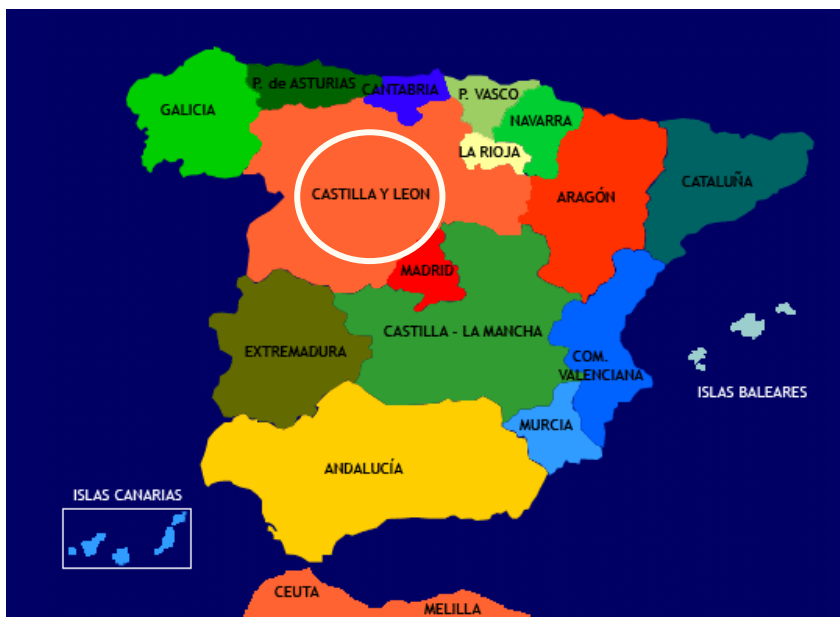 P. de ASTURIAS
CANTABRIA
P. VASCO
GALICIA
NAVARRA
LA RIOJA
CASTILLA Y LEON
ARAGÓN
CATALUÑA
MADRID
CASTILLA - LA MANCHA
EXTREMADURA
COM.
VALENCIANA
ISLAS BALEARES
MURCIA
ANDALUCÍA
ISLAS CANARIAS
CEUTA
MELILLA